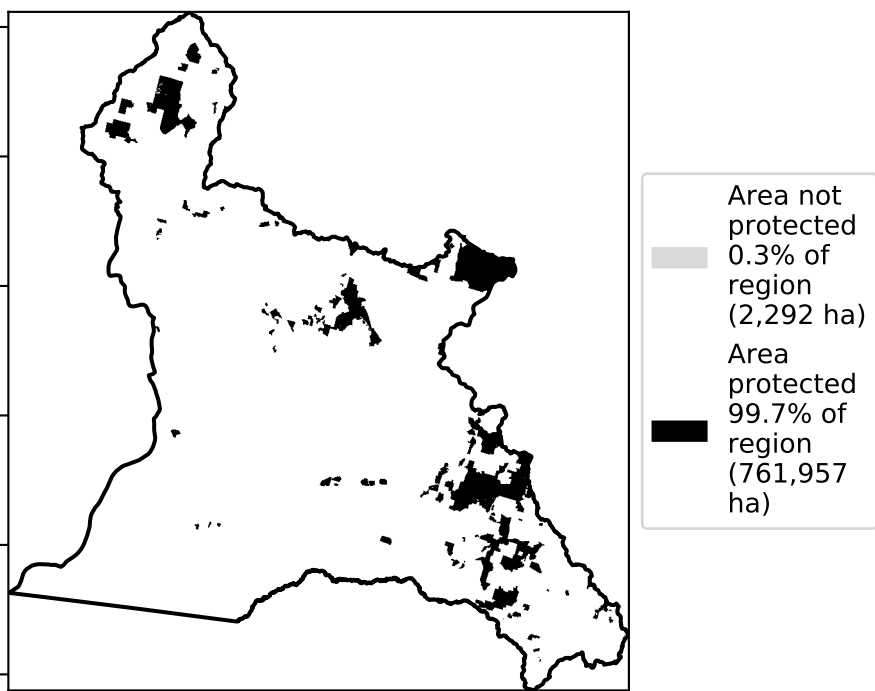 Area not
protected
0.3% of
region
(2,292 ha)
Area
protected
99.7% of
region
(761,957
ha)